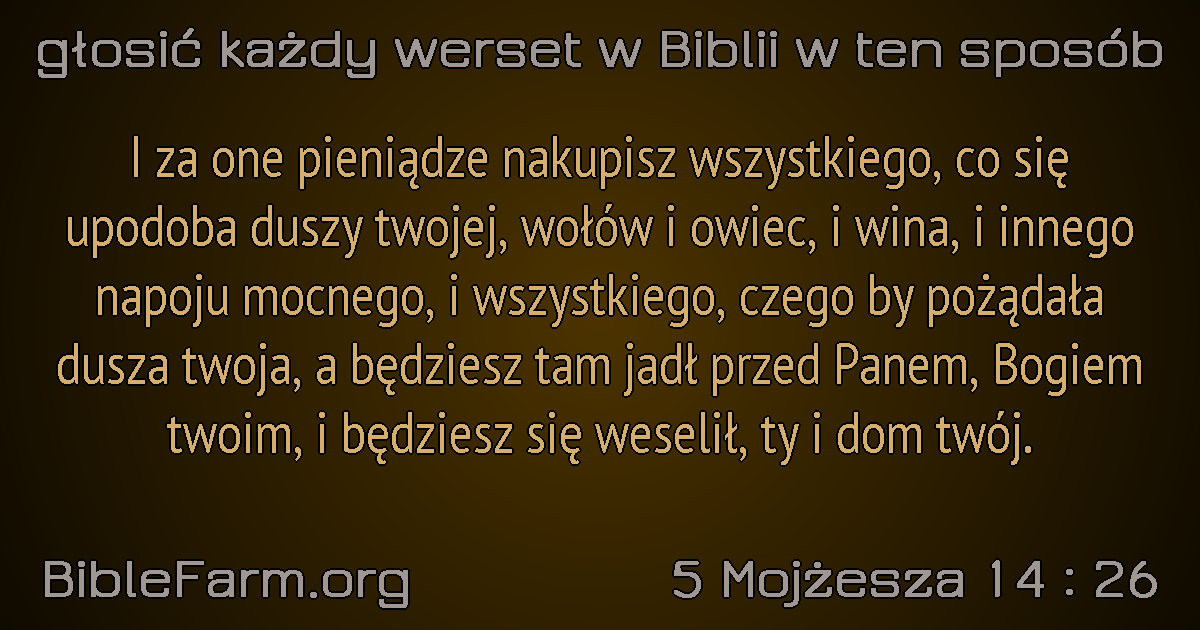 głosić każdy werset w Biblii w ten sposób
I za one pieniądze nakupisz wszystkiego, co się
upodoba duszy twojej, wołów i owiec, i wina, i innego
napoju mocnego, i wszystkiego, czego by pożądała
dusza twoja, a będziesz tam jadł przed Panem, Bogiem
twoim, i będziesz się weselił, ty i dom twój.
BibleFarm.org
5 Mojżesza 14 : 26